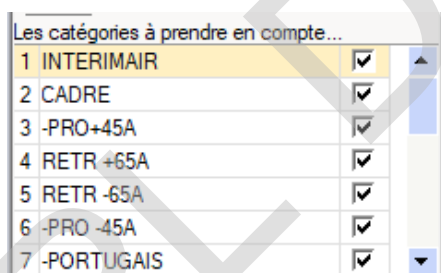 Les catégories à prendre en compte...
1 INTERIMAIR
2 CADRE
3 -PRO+45A
4 RETR +65A
5 RETR -65A
6 -PRO -45A
7 -PORTUGAIS